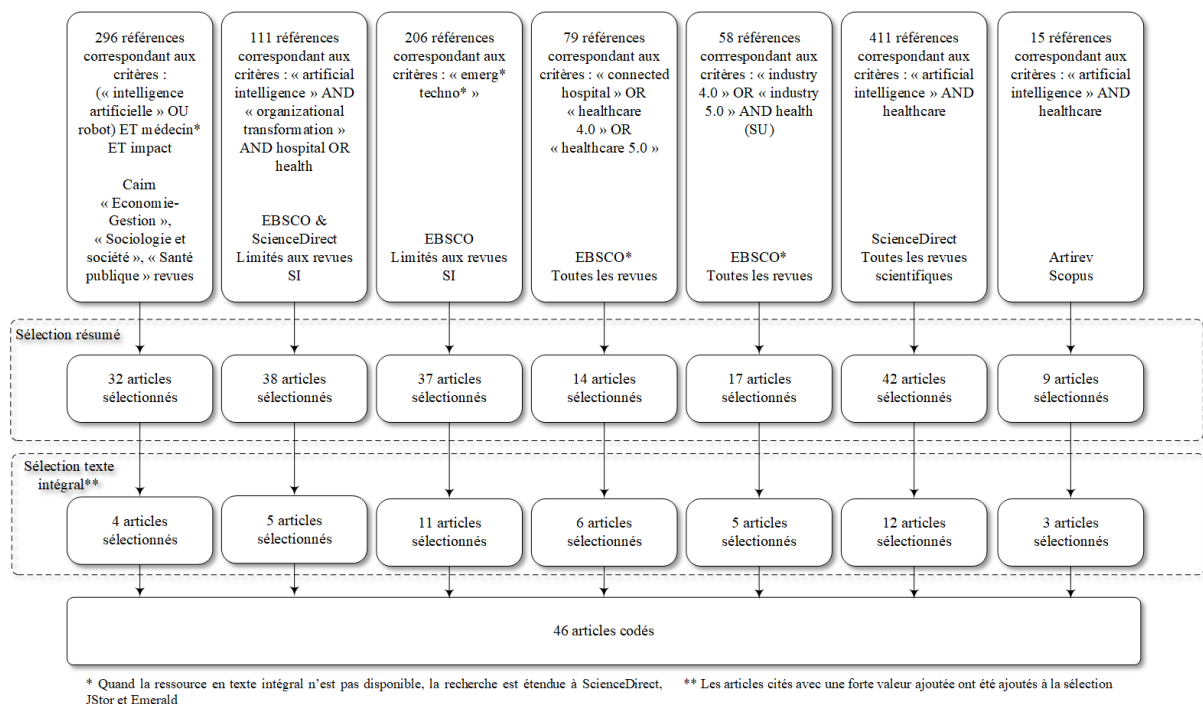 296 références
correspondant aux
critères :
(« intelligence
artificielle » OU
robot) ET médecin*
ET impact
Cairn
« Economie-
Gestion »,
« Sociologie et
société », « Santé
publique » revues
111 références
correspondant aux
critères : « artificial
intelligence » AND
« organizational
transformation »
AND hospital OR
health
EBSCO &
ScienceDirect
Limités aux revues
SI
206 références
correspondant aux
critères : « emerg*
techno* »
EBSCO
Limités aux revues
SI
79 références
correspondant aux
critères : « connected
hospital » OR
« healthcare
4.0 » OR
« healthcare 5.0 »
EBSCO*
Toutes les revues
58 références
correspondant aux
critrères : « industry
4.0 » OR « industry
5.0 » AND health
(SU)
EBSCO*
Toutes les revues
411 références
correspondant aux
critères : « artificial
intelligence » AND
healthcare
ScienceDirect
Toutes les revues
scientifiques
15 références
correspondant aux
critères : « artificial
intelligence » AND
healthcare
Artirev
Scopus
Sélection résumé
32 articles
sélectionnés
38 articles
sélectionnés
37 articles
sélectionnés
14 articles
sélectionnés
17 articles
sélectionnés
42 articles
sélectionnés
9 articles
sélectionnés
Sélection texte
intégral**
4 articles
sélectionnés
5 articles
sélectionnés
11 articles
sélectionnés
6 articles
sélectionnés
5 articles
sélectionnés
12 articles
sélectionnés
3 articles
sélectionnés
46 articles codés
* Quand la ressource en texte intégral n'est pas disponible, la recherche est étendue à ScienceDirect,
JStor et Emerald
** Les articles cités avec une forte valeur ajoutée ont été ajoutés à la sélection